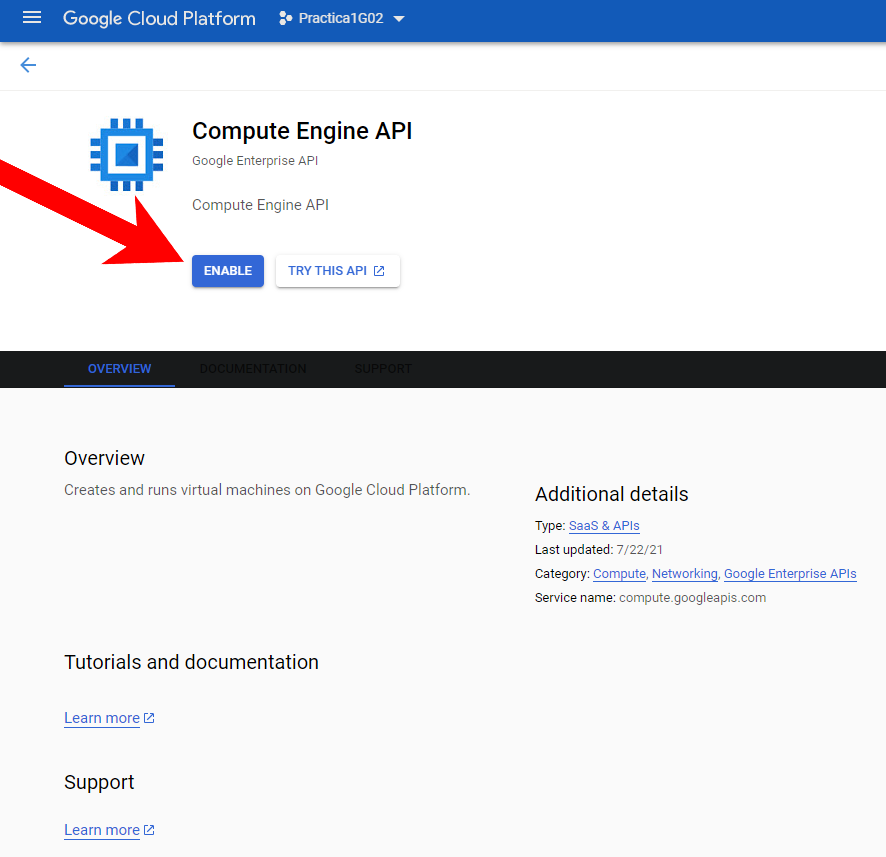 Google Cloud Platform Practica1G02
Compute Engine API
Google Enterprise API
Compute Engine API
ENABLE TRY THIS API
OVERVIEW DOCUMENTATION SUPPORT
Overview
Creates and runs virtual machines on Google Cloud Platform.
Additional details
Type: SaaS & APIs
Last updated: 7/22/21
Category: Compute, Networking, Google Enterprise APIs
Service name: compute.googleapis.com
Tutorials and documentation
Learn more
Support
Learn more